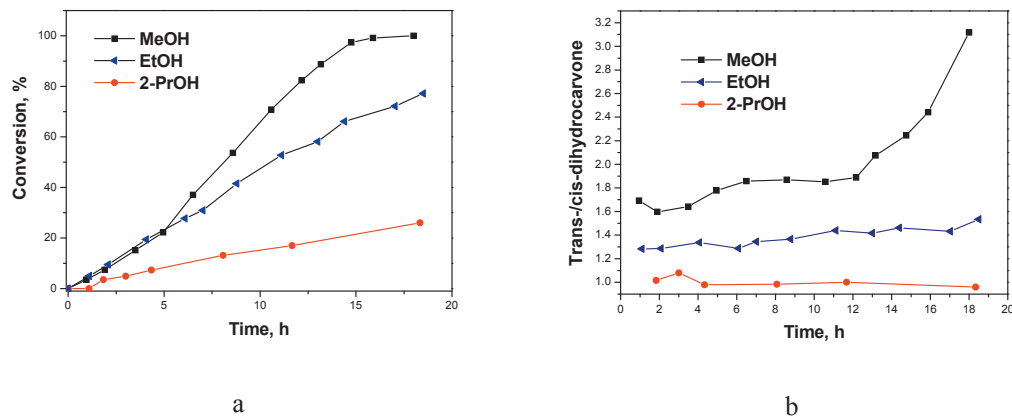 100
80
60
40
20
0
Conversion, %
MeOH
EtOH
2-PrOH
0
5
10
15
20
Time, h
a
3.2
3.0
2.8
2.6
2.4
2.2
2.0
1.8
1.6
1.4
1.2
1.0
Trans-/cis-dihydrocarvone
MeOH
EtOH
2-PrOH
0
2
4
6
8
10
12
14
16
18
20
Time, h
b